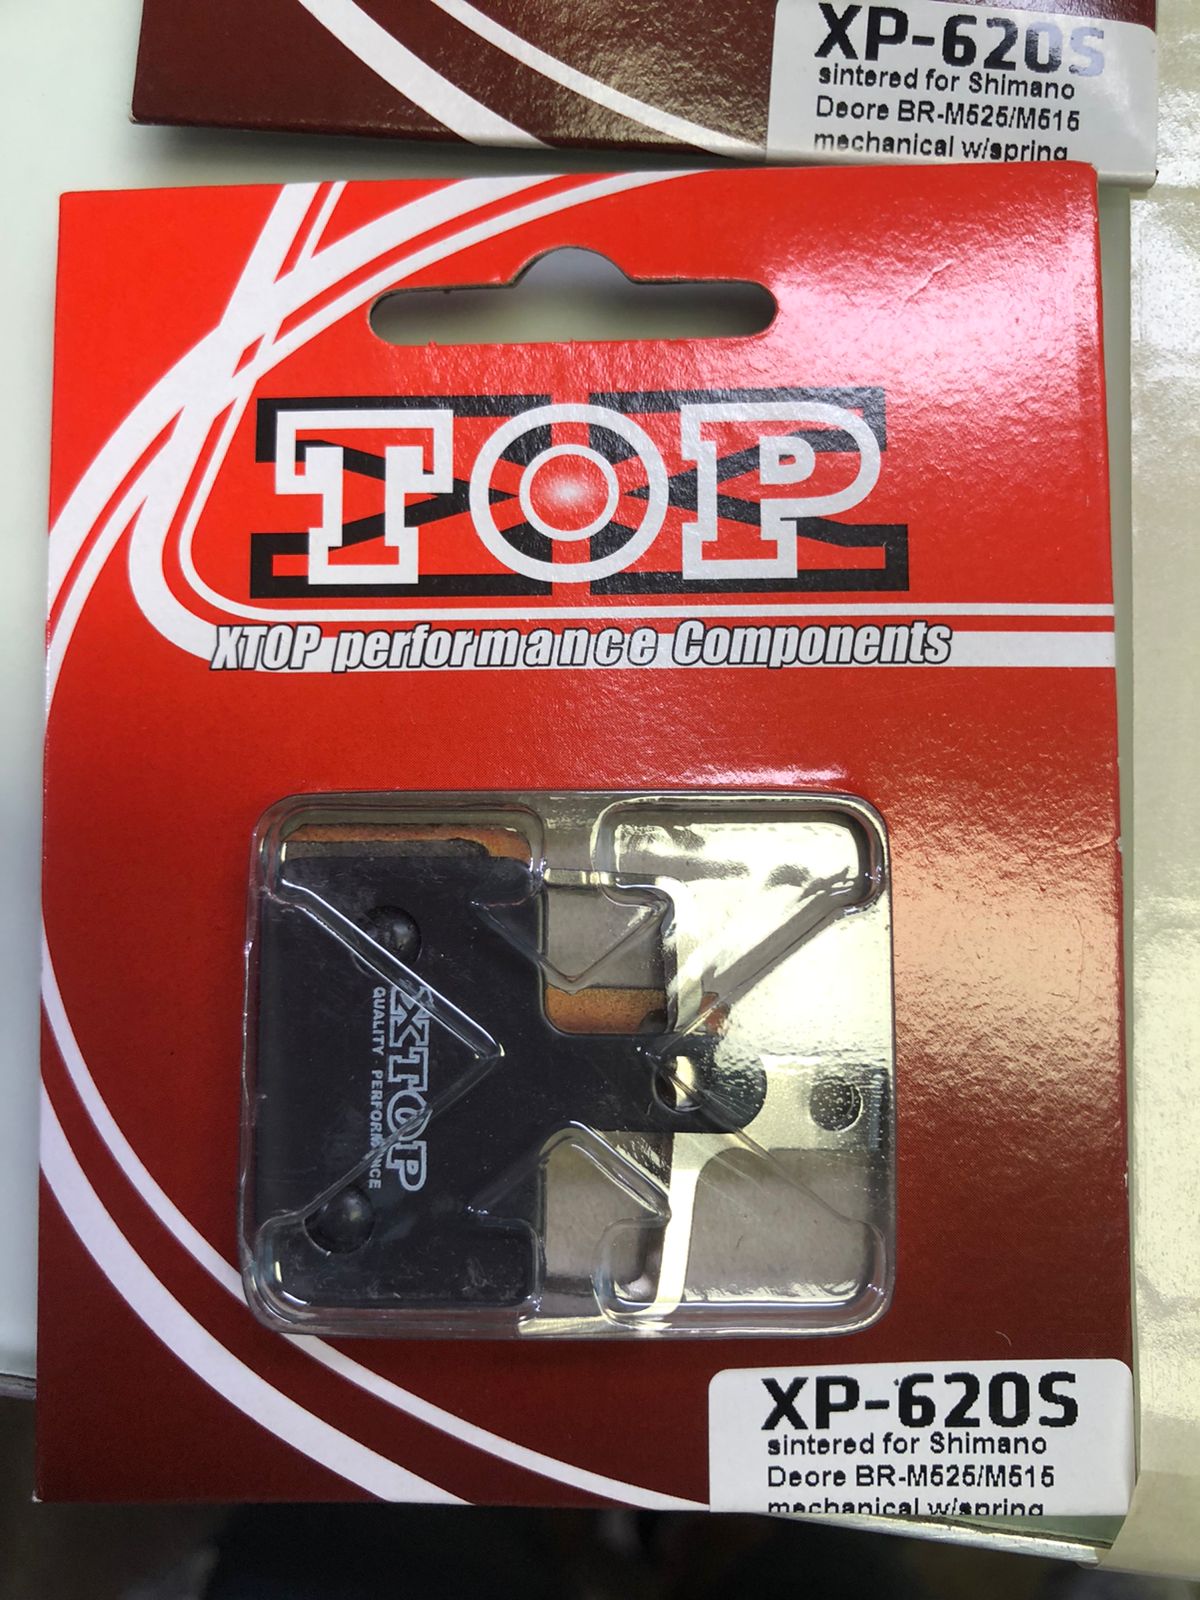 XP-620S
sintered for Shimano
Deore BR-M525/M515
mechanical w/spring
XTOP
XTOP performance Components
XTOP
QUALITY PERFORMANCE
XP-620S
sintered for Shimano
Deore BR-M525/M515
mechanical w/spring